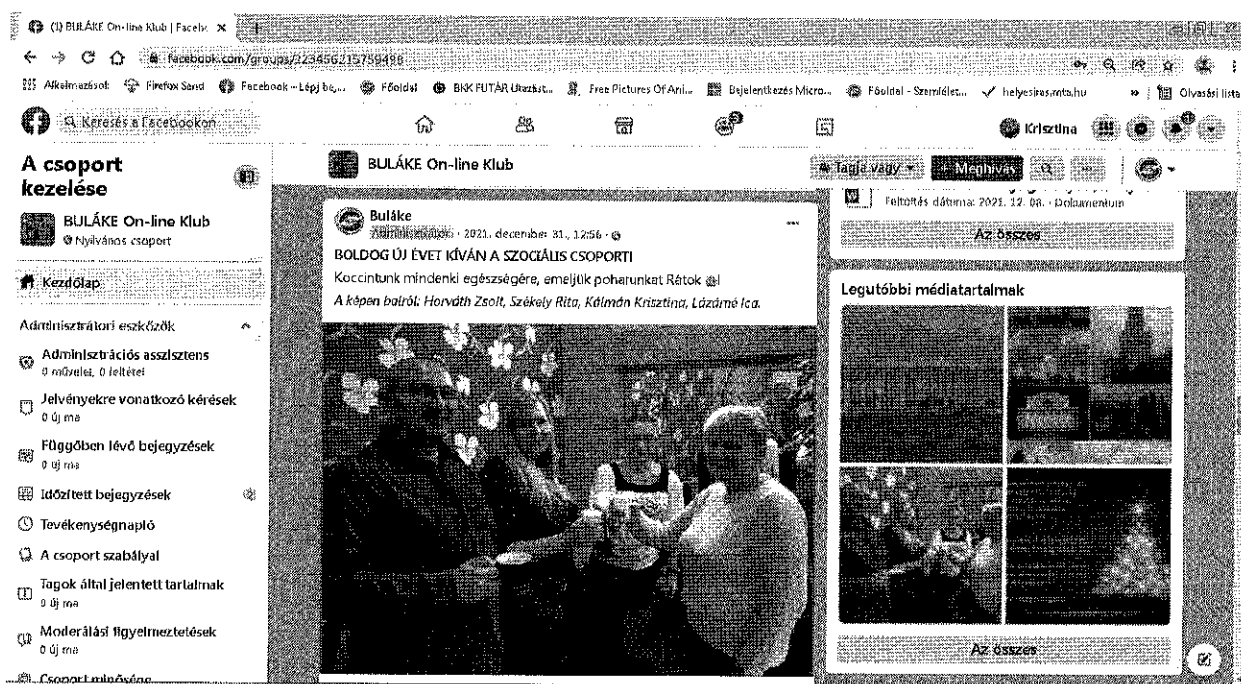 (1) BULÁKE On-line Klub | Facebo
facebook.com/groups/223456215759498
Alkalmazások
Firefox Send
Facebook – Lépj be,...
Főoldal
BKK FUTÁR Utazást...
Free Pictures Of Ani...
Bejelentkezés Micro...
Főoldal - Szemlélet...
helyesiras.mta.hu
»
Olvasási lista
Keresés a Facebookon
Krisztina
A csoport
kezelése
BULÁKE On-line Klub
Nyilvános csoport
Kezdőlap
Adminisztrátori eszközök
Adminisztrációs asszisztens
0 művelet, 0 feltétel
Jelvényekre vonatkozó kérések
0 új ma
Függőben lévő bejegyzések
0 új ma
Időzített bejegyzések
Tevékenységnapló
A csoport szabályai
Tagok által jelentett tartalmak
0 új ma
Moderálási figyelmeztetések
0 új ma
Csoport minősége
BULÁKE On-line Klub
Tagja vagy
+ Meghívás
Buláke
Adminisztrátor · 2021. december 31., 12:56 ·
BOLDOG ÚJ ÉVET KÍVÁN A SZOCIÁLIS CSOPORT!
Koccintunk mindenki egészségére, emeljük poharunkat Rátok !
A képen balról: Horváth Zsolt, Székely Rita, Kálmán Krisztina, Lázárné Ica.
Feltöltés dátuma: 2021. 12. 08. · Dokumentum
Az összes
Legutóbbi médiatartalmak
Az összes